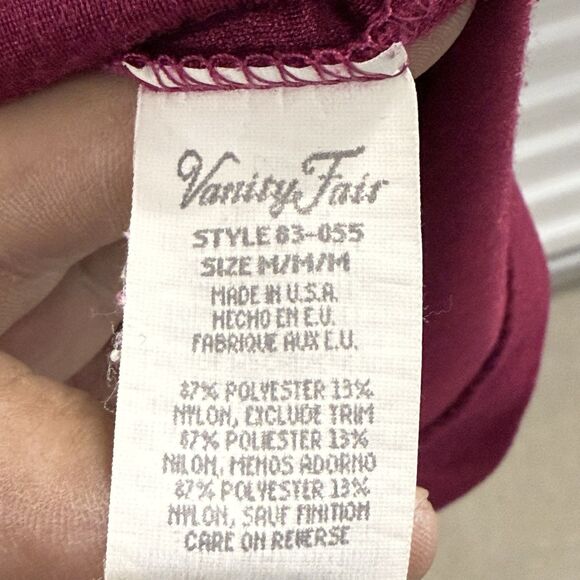 Vanity Fair
STYLE 83-055
SIZE M/M/M
MADE IN U.S.A.
HECHO EN E.U.
FABRIQUE AUX E.U.
87% POLYESTER 13%
NYLON, EXCLUDE TRIM
87% POLIESTER 13%
NILON, MENOS ADORNO
87% POLYESTER 13%
NYLON, SAUF FINITION
CARE ON REVERSE